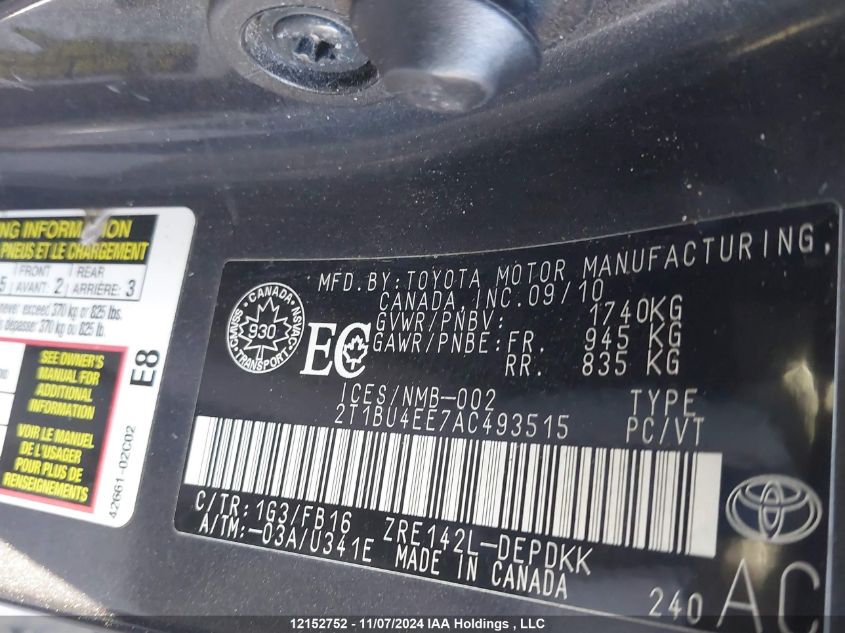 NG INFORMATION
PNEUS ET LE CHARGEMENT
5 FRONT AVANT: 2 REAR ARRIÈRE: 3
never exceed 370 kg or 825 lbs.
dépasser 370 kg ou 825 lb.
SEE OWNER'S
MANUAL FOR
ADDITIONAL
INFORMATION
VOIR LE MANUEL
DE L'USAGER
POUR PLUS DE
RENSEIGNEMENTS
E8
42661-02C02
MFD.BY:TOYOTA MOTOR MANUFACTURING,
CANADA, INC.09/10
GVWR/PNBV: 1740KG
GAWR/PNBE:FR. 945 KG
RR. 835 KG
CANADA
CMVSS 930 NSVAC
TRANSPORT
EC
ICES/NMB-002 TYPE
2T1BU4EE7AC493515 PC/VT
C/TR:1G3/FB16 ZRE142L-DEPDKK
A/TM:-03A/U341E MADE IN CANADA
240 AC
12152752 - 11/07/2024 IAA Holdings , LLC